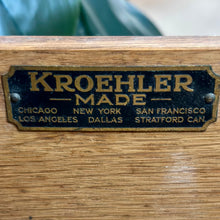 KROEHLER
MADE
CHICAGO NEW YORK SAN FRANCISCO
LOS ANGELES DALLAS STRATFORD CAN.